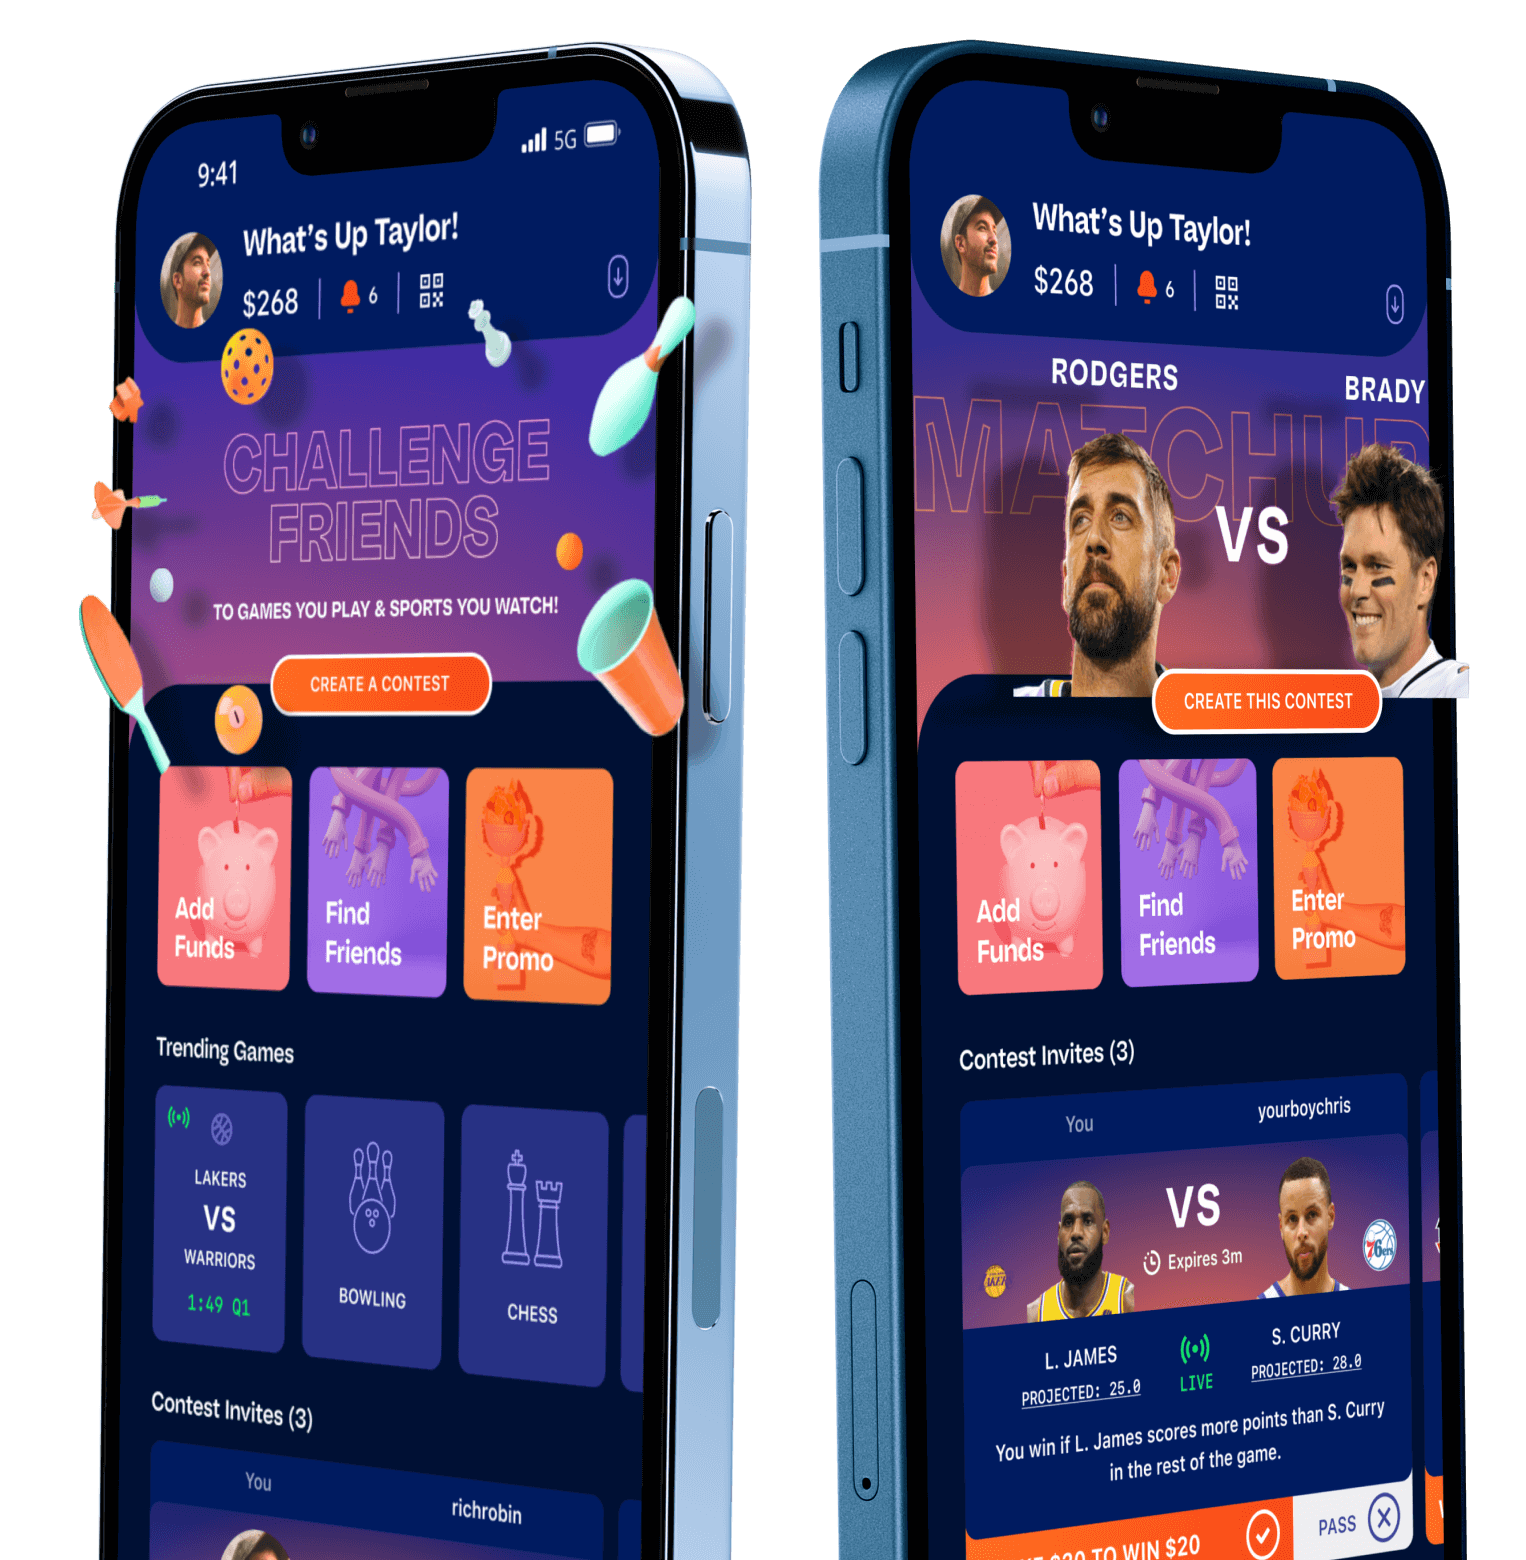 9:41
5G
What's Up Taylor!
$268
6
CHALLENGE
FRIENDS
TO GAMES YOU PLAY & SPORTS YOU WATCH!
CREATE A CONTEST
Add
Funds
Find
Friends
Enter
Promo
Trending Games
LAKERS
VS
WARRIORS
1:49 Q1
BOWLING
CHESS
Contest Invites (3)
You
richrobin
What's Up Taylor!
$268
6
RODGERS
BRADY
MATCHUP
VS
CREATE THIS CONTEST
Add
Funds
Find
Friends
Enter
Promo
Contest Invites (3)
You
yourboychris
VS
Expires 3m
76ers
L. JAMES
PROJECTED: 25.0
LIVE
S. CURRY
PROJECTED: 28.0
You win if L. James scores more points than S. Curry
in the rest of the game.
$20 TO WIN $20
PASS